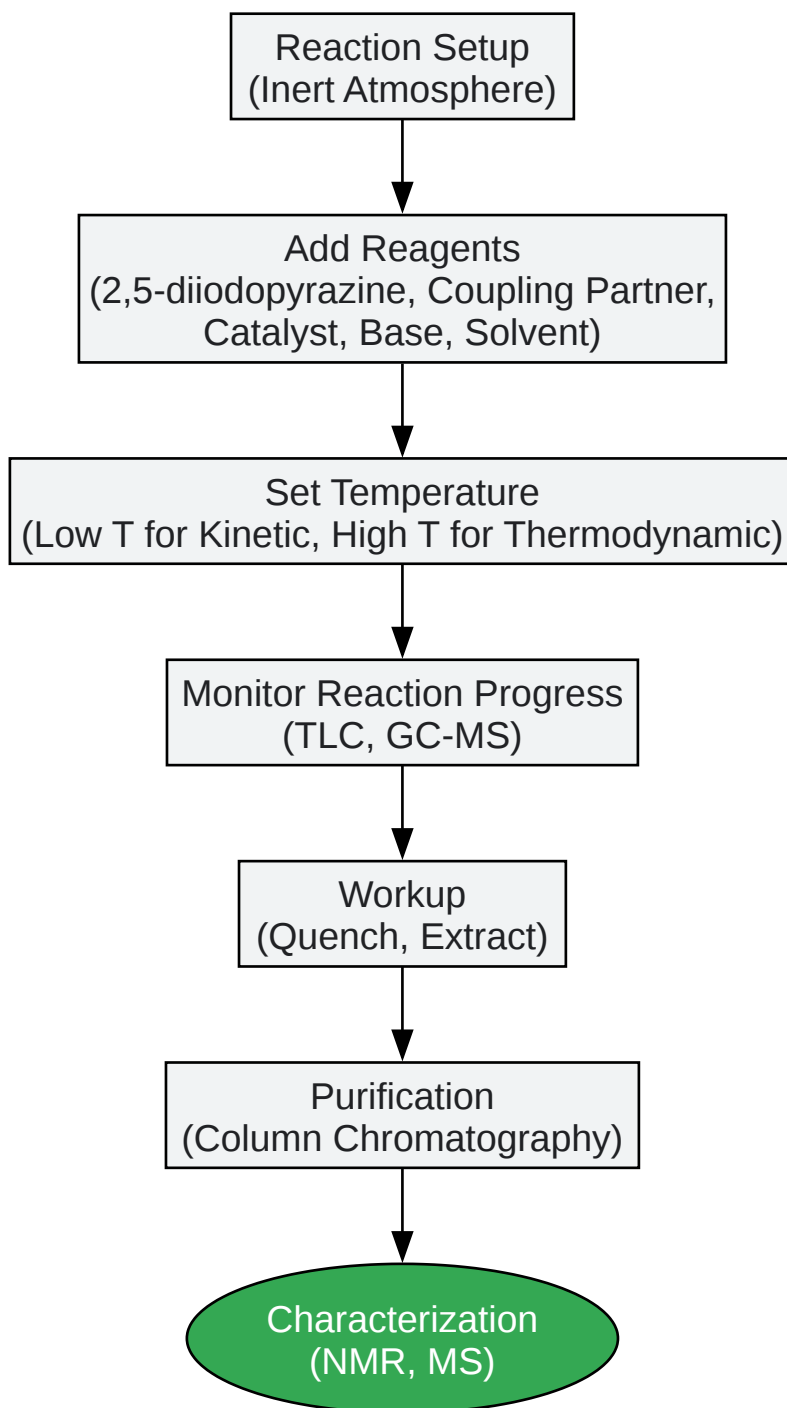 Reaction Setup
(Inert Atmosphere)
Add Reagents
(2,5-diiodopyrazine, Coupling Partner,
Catalyst, Base, Solvent)
Set Temperature
(Low T for Kinetic, High T for Thermodynamic)
Monitor Reaction Progress
(TLC, GC-MS)
Workup
(Quench, Extract)
Purification
(Column Chromatography)
Characterization
(NMR, MS)